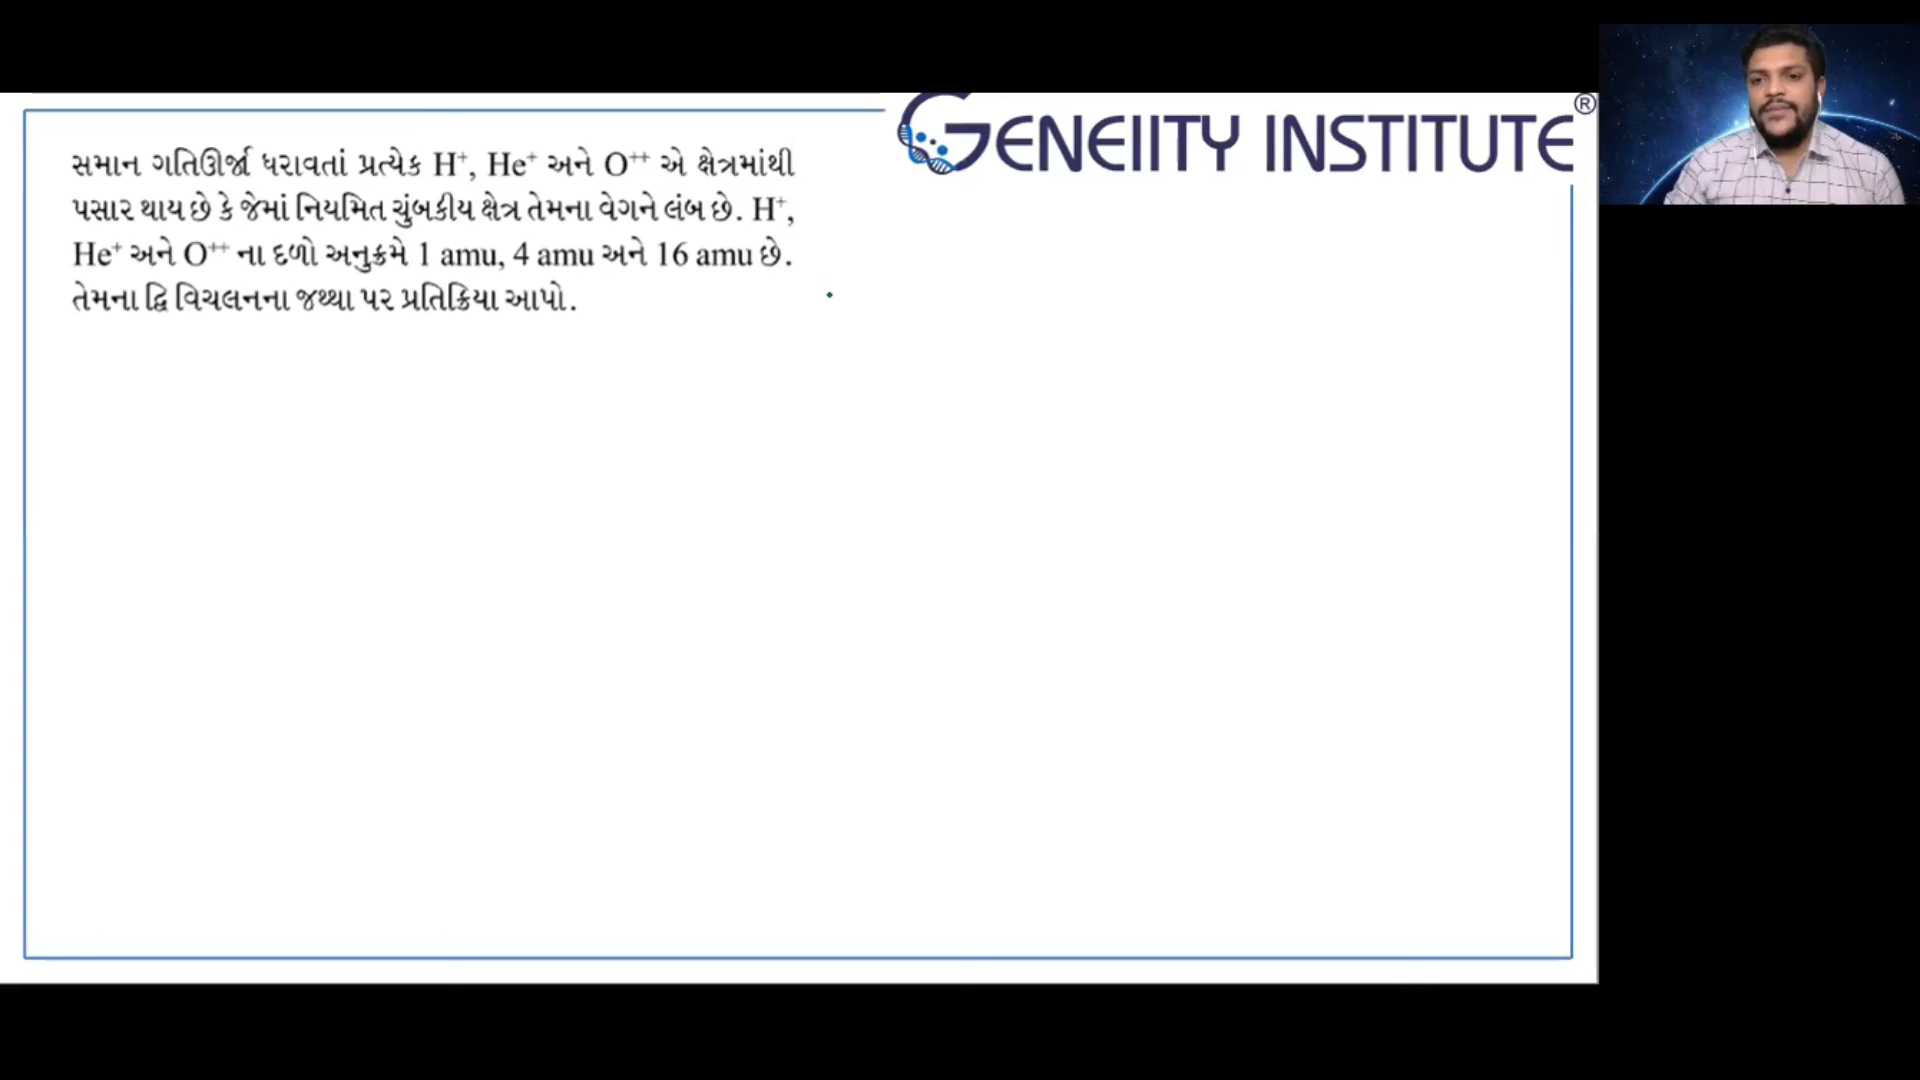 GENEIITY INSTITUTE®
સમાન ગતિઊર્જા ધરાવતાં પ્રત્યેક H⁺, He⁺ અને O⁺⁺ એ ક્ષેત્રમાંથી
પસાર થાય છે કે જેમાં નિયમિત ચુંબકીય ક્ષેત્ર તેમના વેગને લંબ છે. H⁺,
He⁺ અને O⁺⁺ ના દળો અનુક્રમે 1 amu, 4 amu અને 16 amu છે.
તેમના દ્વિ વિચલનના જથ્થા પર પ્રતિક્રિયા આપો.